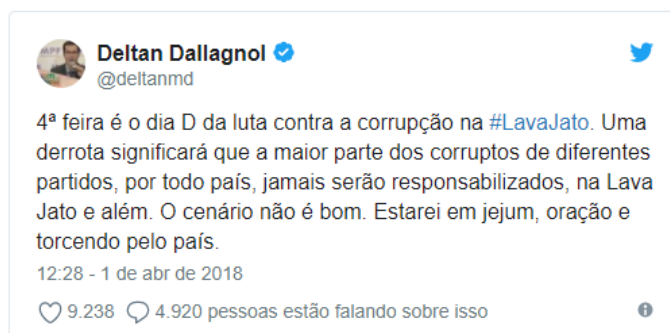 Deltan Dallagnol
@deltanmd
4ª feira é o dia D da luta contra a corrupção na #LavaJato. Uma
derrota significará que a maior parte dos corruptos de diferentes
partidos, por todo país, jamais serão responsabilizados, na Lava
Jato e além. O cenário não é bom. Estarei em jejum, oração e
torcendo pelo país.
12:28 - 1 de abr de 2018
9.238 4.920 pessoas estão falando sobre isso